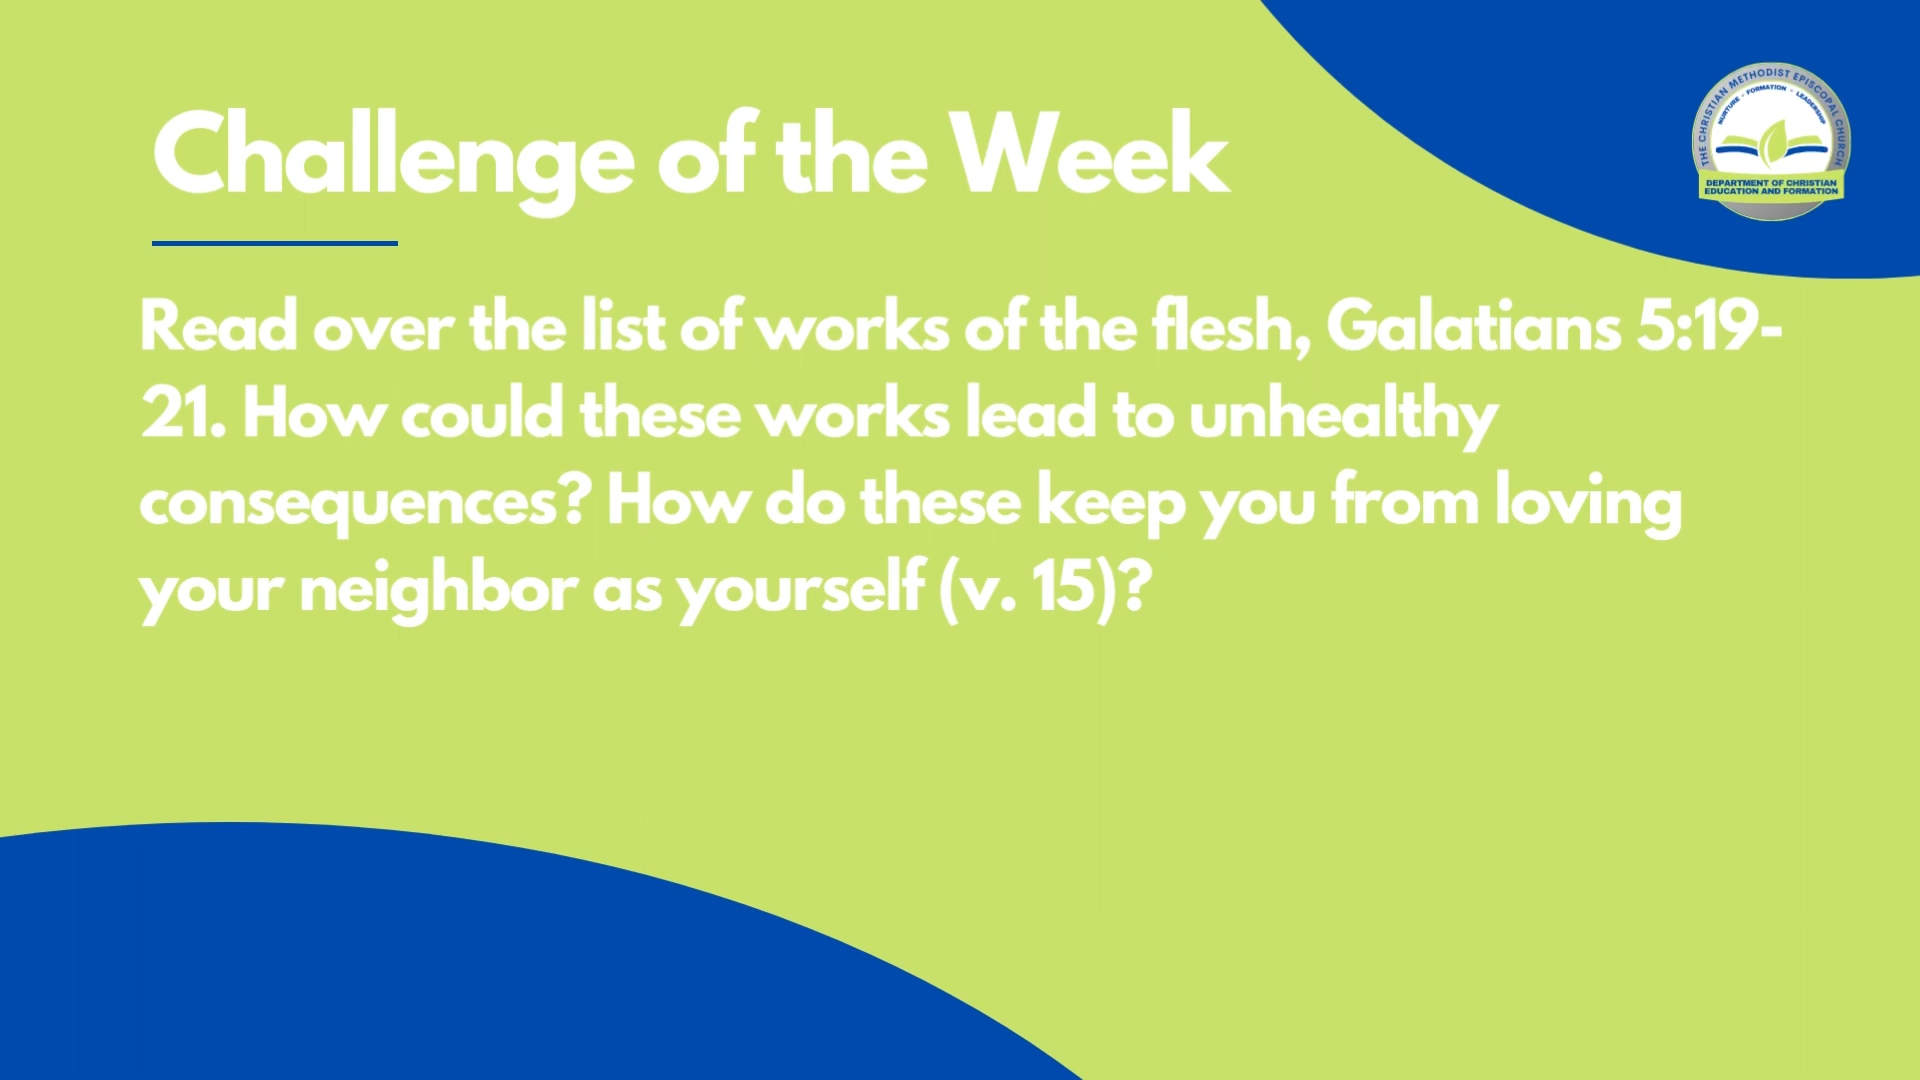 Challenge of the Week
THE CHRISTIAN METHODIST EPISCOPAL CHURCH
NURTURE • FORMATION • LEADERSHIP
DEPARTMENT OF CHRISTIAN
EDUCATION AND FORMATION
Read over the list of works of the flesh, Galatians 5:19-
21. How could these works lead to unhealthy
consequences? How do these keep you from loving
your neighbor as yourself (v. 15)?